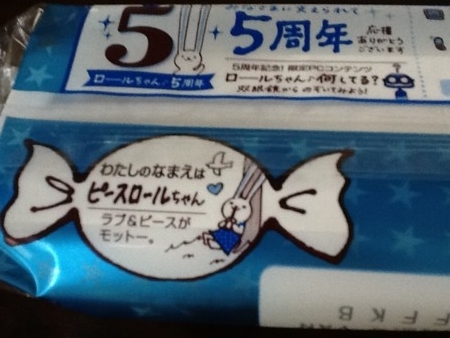 みなさまに支えられて
5
5周年
応援
ありがとう
ございます
ロールちゃん♪5周年
5周年記念!限定PCコンテンツ
ロールちゃん♪何してる?
双眼鏡からのぞいてみよう!
わたしのなまえは
ピースロールちゃん
ラブ&ピースが
モットー。
FFKB